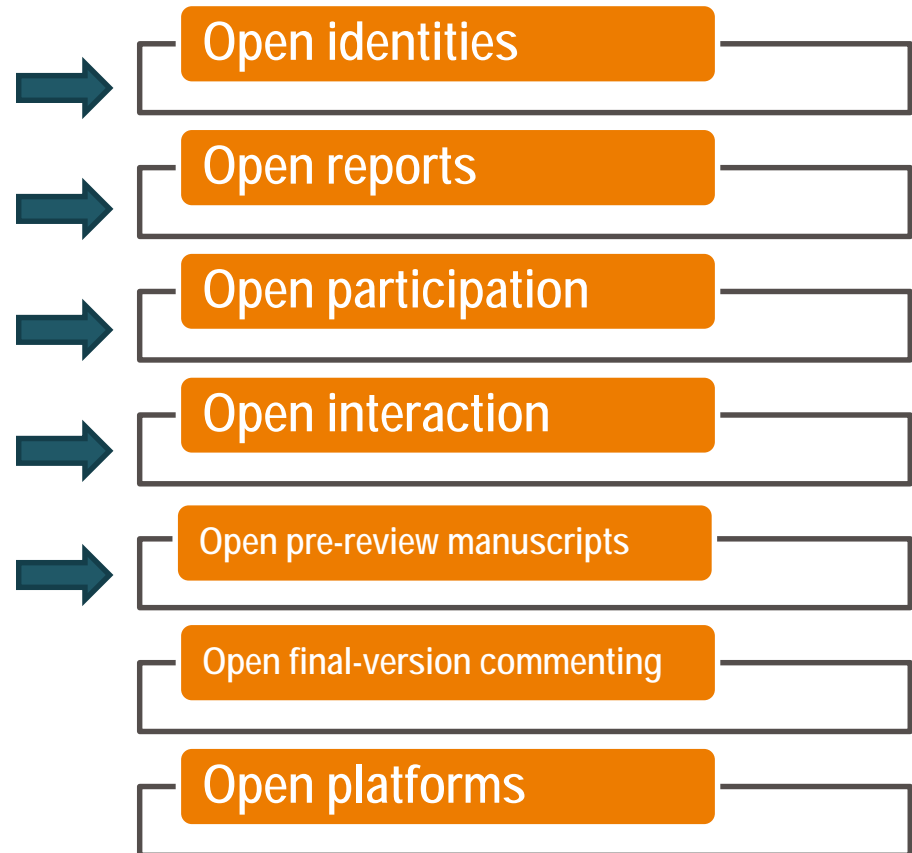 Open identities
Open reports
Open participation
Open interaction
Open pre-review manuscripts
Open final-version commenting
Open platforms